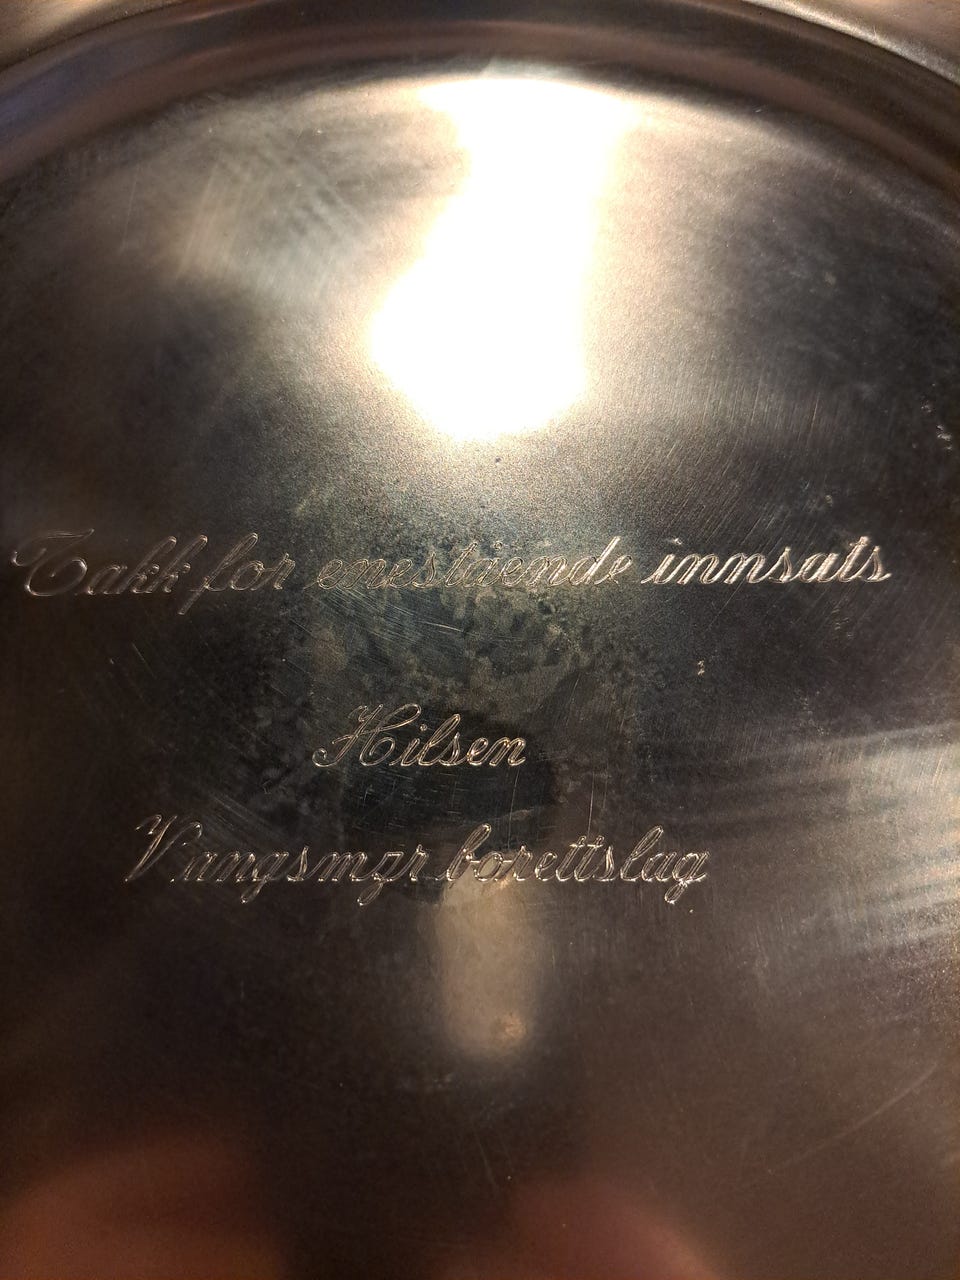 Takk for enestående innsats
Hilsen
Vangsmyr borettslag